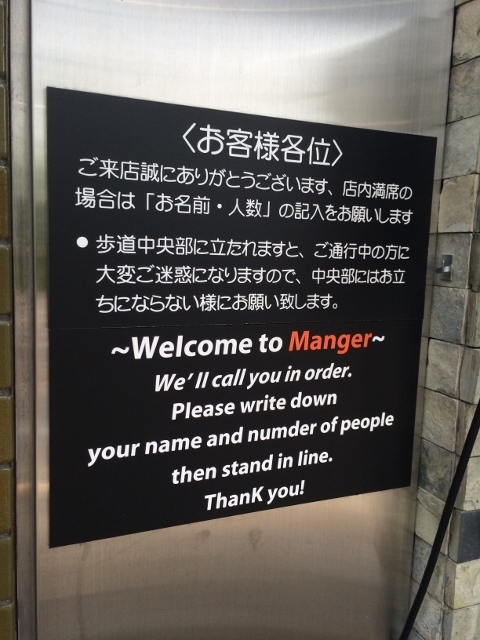 〈お客様各位〉
ご来店誠にありがとうございます、店内満席の
場合は「お名前・人数」の記入をお願いします
● 歩道中央部に立たれますと、ご通行中の方に
大変ご迷惑になりますので、中央部にはお立
ちにならない様にお願い致します。
~Welcome to Manger~
We'll call you in order.
Please write down
your name and numder of people
then stand in line.
ThanK you!